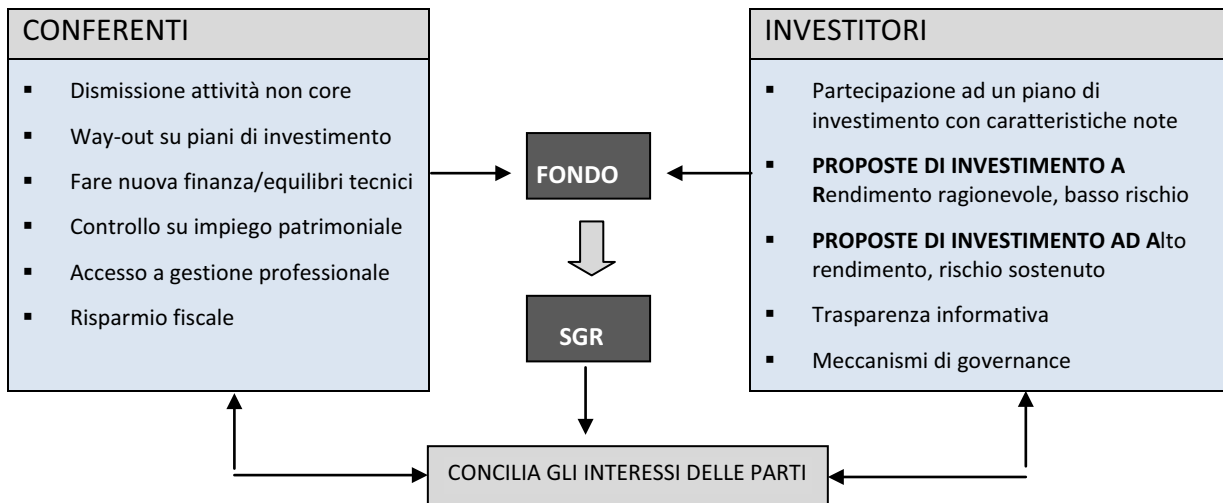 CONFERENTI
▪ Dismissione attività non core
▪ Way-out su piani di investimento
▪ Fare nuova finanza/equilibri tecnici
▪ Controllo su impiego patrimoniale
▪ Accesso a gestione professionale
▪ Risparmio fiscale
FONDO
SGR
INVESTITORI
▪ Partecipazione ad un piano di
investimento con caratteristiche note
▪ PROPOSTE DI INVESTIMENTO A
Rendimento ragionevole, basso rischio
▪ PROPOSTE DI INVESTIMENTO AD Alto
rendimento, rischio sostenuto
▪ Trasparenza informativa
▪ Meccanismi di governance
CONCILIA GLI INTERESSI DELLE PARTI